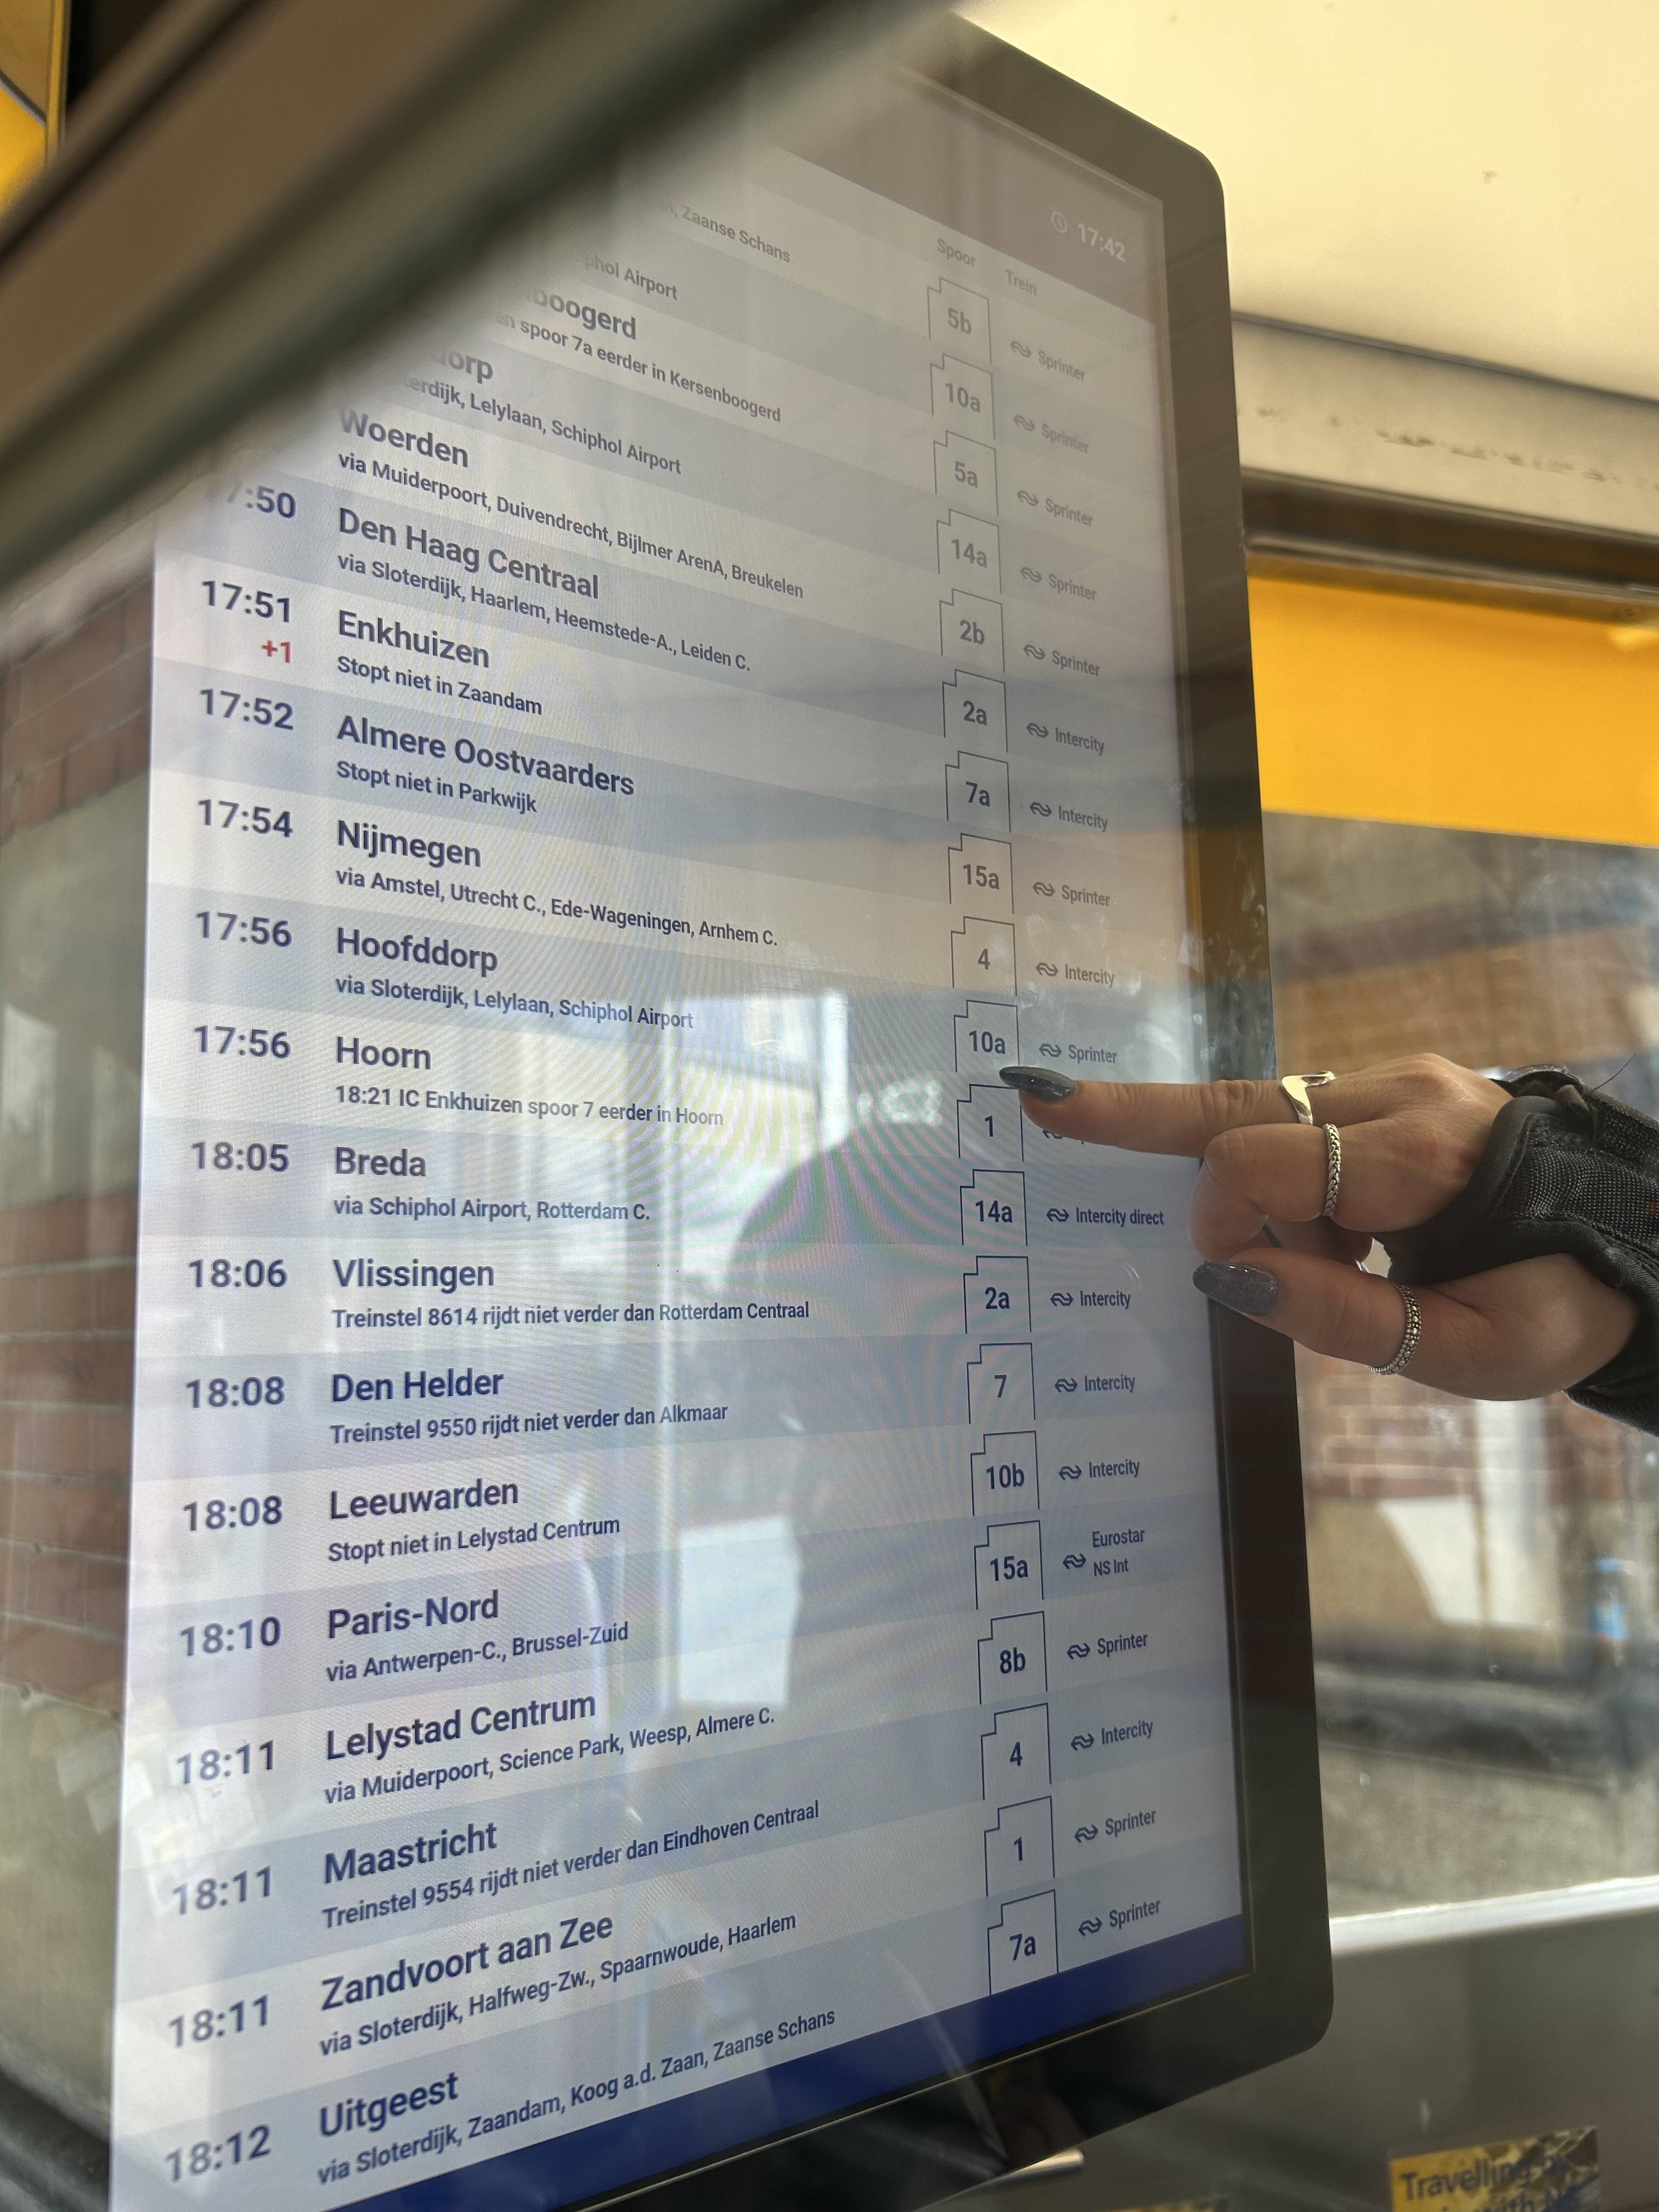 17:42
Spoor Trein
Zaanse Schans 5b Sprinter
Airport 10a Sprinter
5a Sprinter
spoor 7a eerder in Kersenboogerd
14a Sprinter
Lelylaan, Schiphol Airport
Woerden 2b Sprinter
via Muiderpoort, Duivendrecht, Bijlmer ArenA, Breukelen
:50 Den Haag Centraal 2a Intercity
via Sloterdijk, Haarlem, Heemstede-A., Leiden C.
17:51 Enkhuizen 7a Intercity
+1 Stopt niet in Zaandam
17:52 Almere Oostvaarders 15a Sprinter
Stopt niet in Parkwijk
17:54 Nijmegen 4 Intercity
via Amstel, Utrecht C., Ede-Wageningen, Arnhem C.
17:56 Hoofddorp 10a Sprinter
via Sloterdijk, Lelylaan, Schiphol Airport
17:56 Hoorn 1
18:21 IC Enkhuizen spoor 7 eerder in Hoorn
18:05 Breda 14a Intercity direct
via Schiphol Airport, Rotterdam C.
18:06 Vlissingen 2a Intercity
Treinstel 8614 rijdt niet verder dan Rotterdam Centraal
18:08 Den Helder 7 Intercity
Treinstel 9550 rijdt niet verder dan Alkmaar
18:08 Leeuwarden 10b Intercity
Stopt niet in Lelystad Centrum
18:10 Paris-Nord 15a Eurostar
via Antwerpen-C., Brussel-Zuid NS Int
18:11 Lelystad Centrum 8b Sprinter
via Muiderpoort, Science Park, Weesp, Almere C.
18:11 Maastricht 4 Intercity
Treinstel 9554 rijdt niet verder dan Eindhoven Centraal
18:11 Zandvoort aan Zee 1 Sprinter
via Sloterdijk, Halfweg-Zw., Spaarnwoude, Haarlem
18:12 Uitgeest 7a Sprinter
via Sloterdijk, Zaandam, Koog a.d. Zaan, Zaanse Schans
Travelling
with